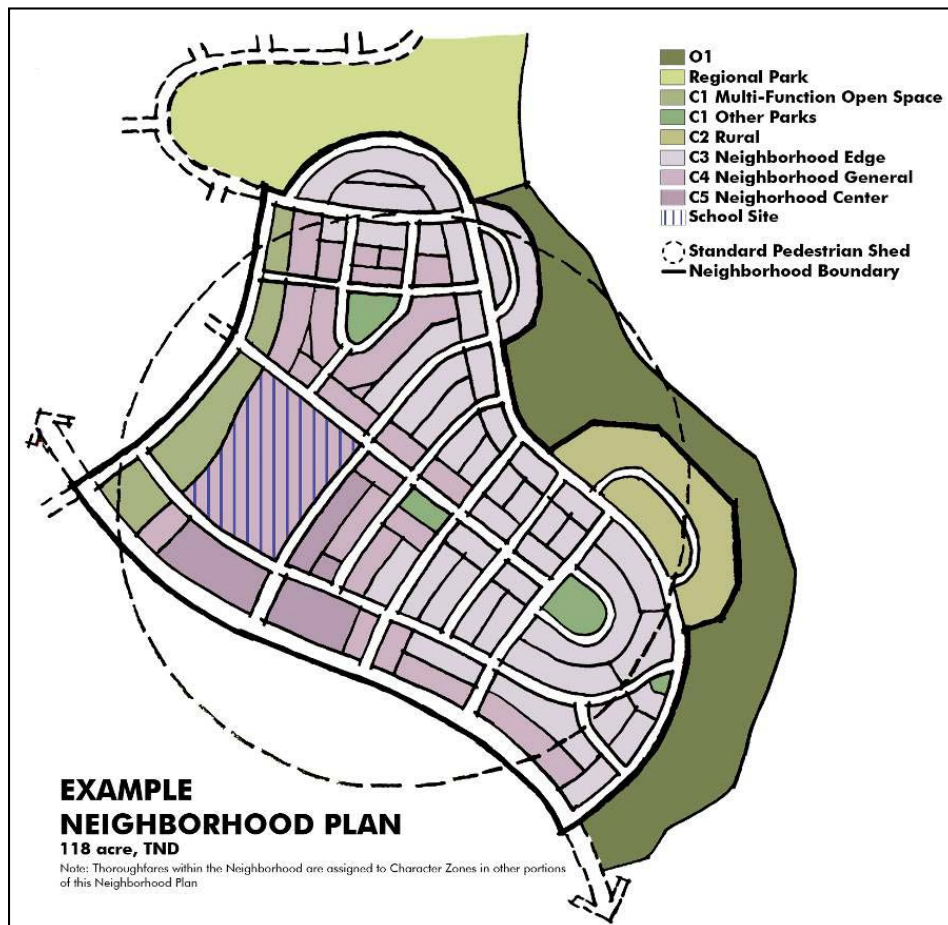 O1
Regional Park
C1 Multi-Function Open Space
C1 Other Parks
C2 Rural
C3 Neighborhood Edge
C4 Neighborhood General
C5 Neighorhood Center
School Site
Standard Pedestrian Shed
Neighborhood Boundary
EXAMPLE
NEIGHBORHOOD PLAN
118 acre, TND
Note: Thoroughfares within the Neighborhood are assigned to Character Zones in other portions
of this Neighborhood Plan